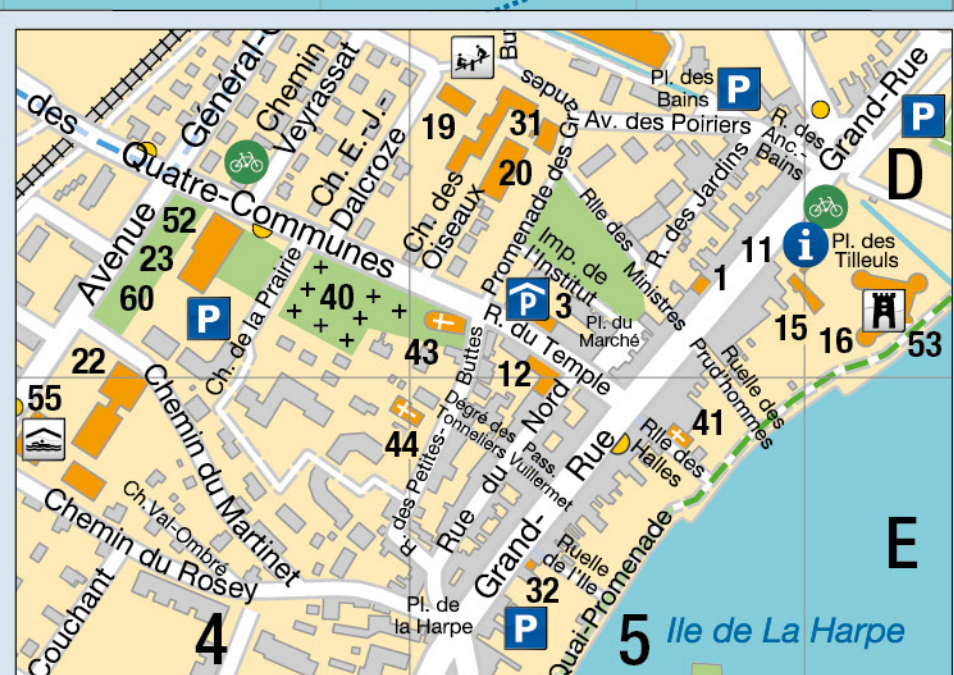 des
Quatre-Communes
Général-
Chemin
Veyrassat
Ch. E.-J.-
Dalcroze
Bu
19
31
20
Ch. des
Oiseaux
Promenade des Gre
senue
Pl. des
Bains
P
Av. des Poiriers
R. des
Anc.-
Bains
Grand-Rue
P
D
R. des Jardins
Rlle des
Ministres
Imp. de
l'Institut
Avenue
52
23
60
P
Ch. de la Prairie
40
43
P
3
Pl. du
Marché
1
11
i
Pl. des
Tilleuls
15
16
53
R. du Temple
12
22
55
Chemin du Martinet
44
R. des Petites-
Buttes
Degré des
Tonneliers
Pass.
Vuillermet
Rue
du
Nord
Grand-
Rue
Ruelle des
Prud'hommes
41
Rlle des
Halles
Chemin du Rosey
Ch. Val-Ombré
Couchant
4
Pl. de
la Harpe
Ruelle
de l'Ile
32
P
Quai-Promenade
E
5
Ile de La Harpe